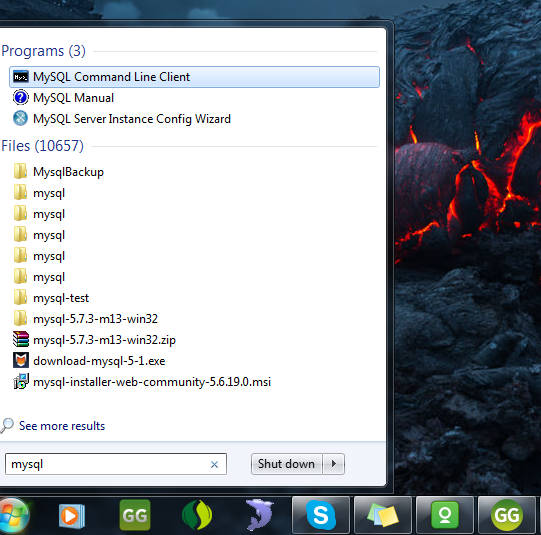 Programs (3)
MySQL Command Line Client
MySQL Manual
MySQL Server Instance Config Wizard
Files (10657)
MysqlBackup
mysql
mysql
mysql
mysql
mysql
mysql-test
mysql-5.7.3-m13-win32
mysql-5.7.3-m13-win32.zip
download-mysql-5-1.exe
mysql-installer-web-community-5.6.19.0.msi
See more results
mysql
Shut down
GG
GG